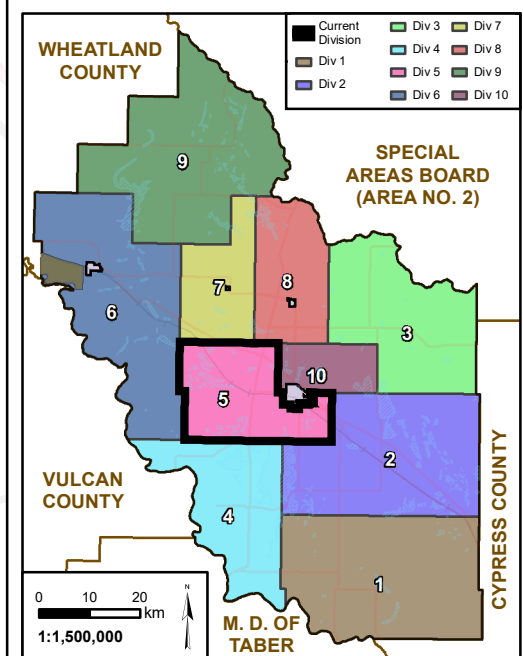 WHEATLAND
COUNTY
Current
Division
Div 1
Div 2
Div 3
Div 4
Div 5
Div 6
Div 7
Div 8
Div 9
Div 10
SPECIAL
AREAS BOARD
(AREA NO. 2)
9
6
7
8
3
10
5
2
4
1
VULCAN
COUNTY
CYPRESS COUNTY
M. D. OF
TABER
N
0 10 20
km
1:1,500,000